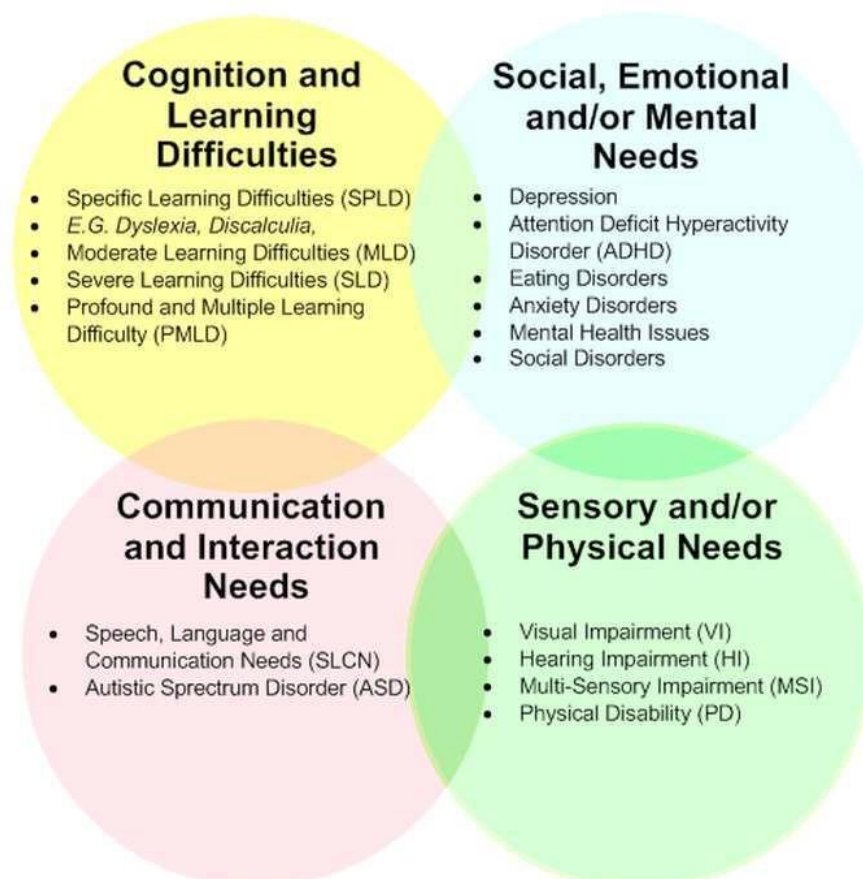 Cognition and
Learning
Difficulties
• Specific Learning Difficulties (SPLD)
• E.G. Dyslexia, Discalculia,
• Moderate Learning Difficulties (MLD)
• Severe Learning Difficulties (SLD)
• Profound and Multiple Learning
Difficulty (PMLD)
Social, Emotional
and/or Mental
Needs
• Depression
• Attention Deficit Hyperactivity
Disorder (ADHD)
• Eating Disorders
• Anxiety Disorders
• Mental Health Issues
• Social Disorders
Communication
and Interaction
Needs
• Speech, Language and
Communication Needs (SLCN)
• Autistic Sprectrum Disorder (ASD)
Sensory and/or
Physical Needs
• Visual Impairment (VI)
• Hearing Impairment (HI)
• Multi-Sensory Impairment (MSI)
• Physical Disability (PD)